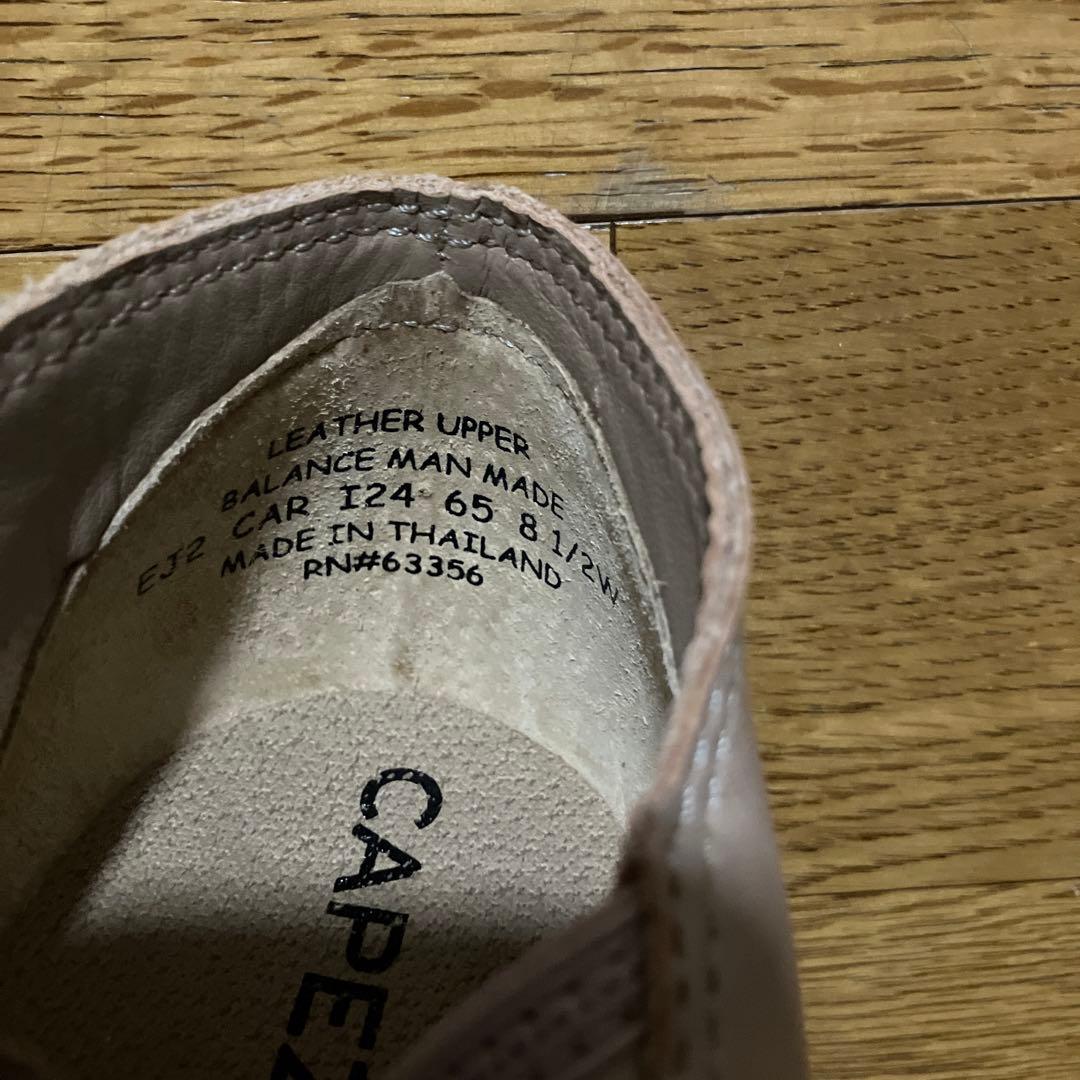 LEATHER UPPER
BALANCE MAN MADE
EJ2 CAR I24 65 8 1/2W
MADE IN THAILAND
RN#63356
CAPEZ